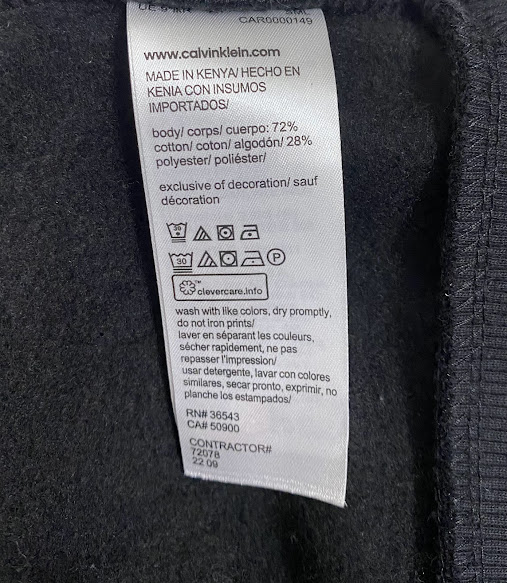 CAR0000149
www.calvinklein.com
MADE IN KENYA/ HECHO EN
KENIA CON INSUMOS
IMPORTADOS/
body/ corps/ cuerpo: 72%
cotton/ coton/ algodón/ 28%
polyester/ poliéster/
exclusive of decoration/ sauf
décoration
30
30 P
clevercare.info
wash with like colors, dry promptly,
do not iron prints/
laver en séparant les couleurs,
sécher rapidement, ne pas
repasser l'impression/
usar detergente, lavar con colores
similares, secar pronto, exprimir, no
planche los estampados/
RN# 36543
CA# 50900
CONTRACTOR#
72078
22 09